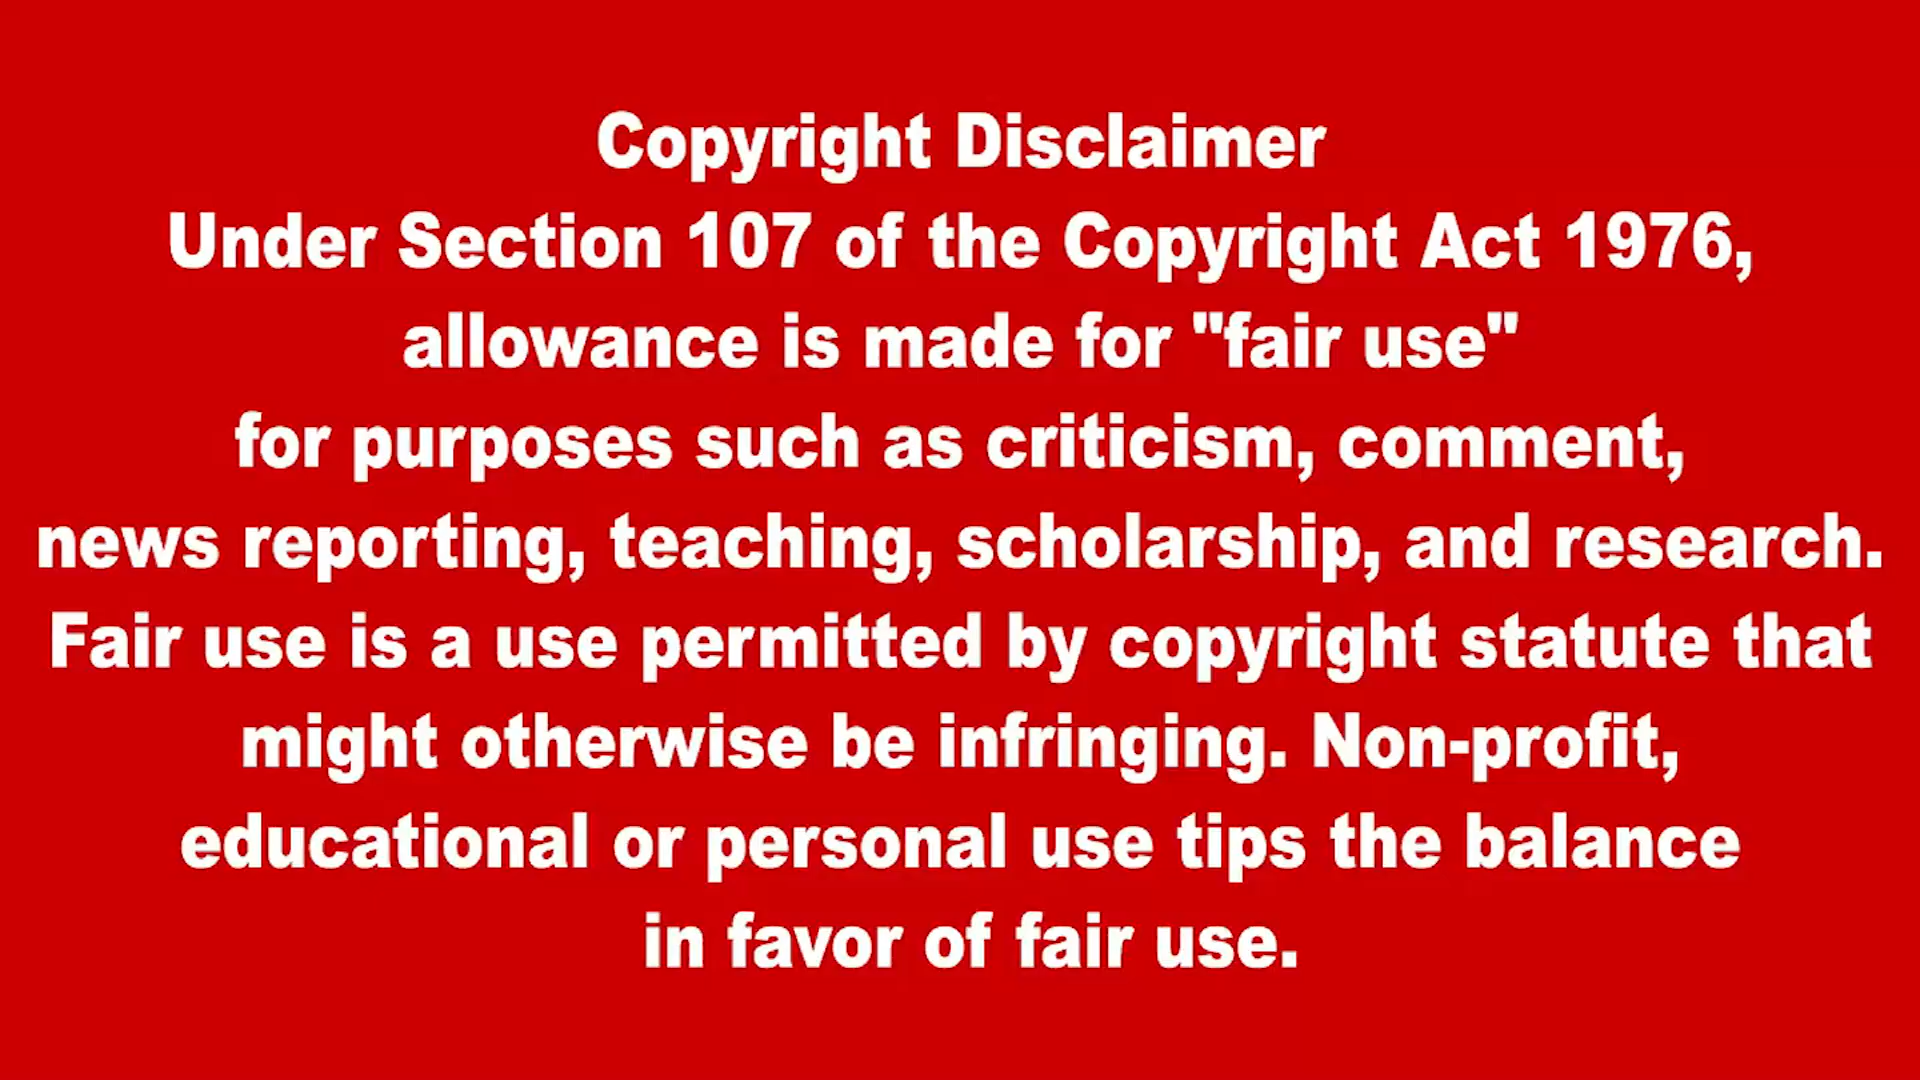 Copyright Disclaimer
Under Section 107 of the Copyright Act 1976,
allowance is made for "fair use"
for purposes such as criticism, comment,
news reporting, teaching, scholarship, and research.
Fair use is a use permitted by copyright statute that
might otherwise be infringing. Non-profit,
educational or personal use tips the balance
in favor of fair use.